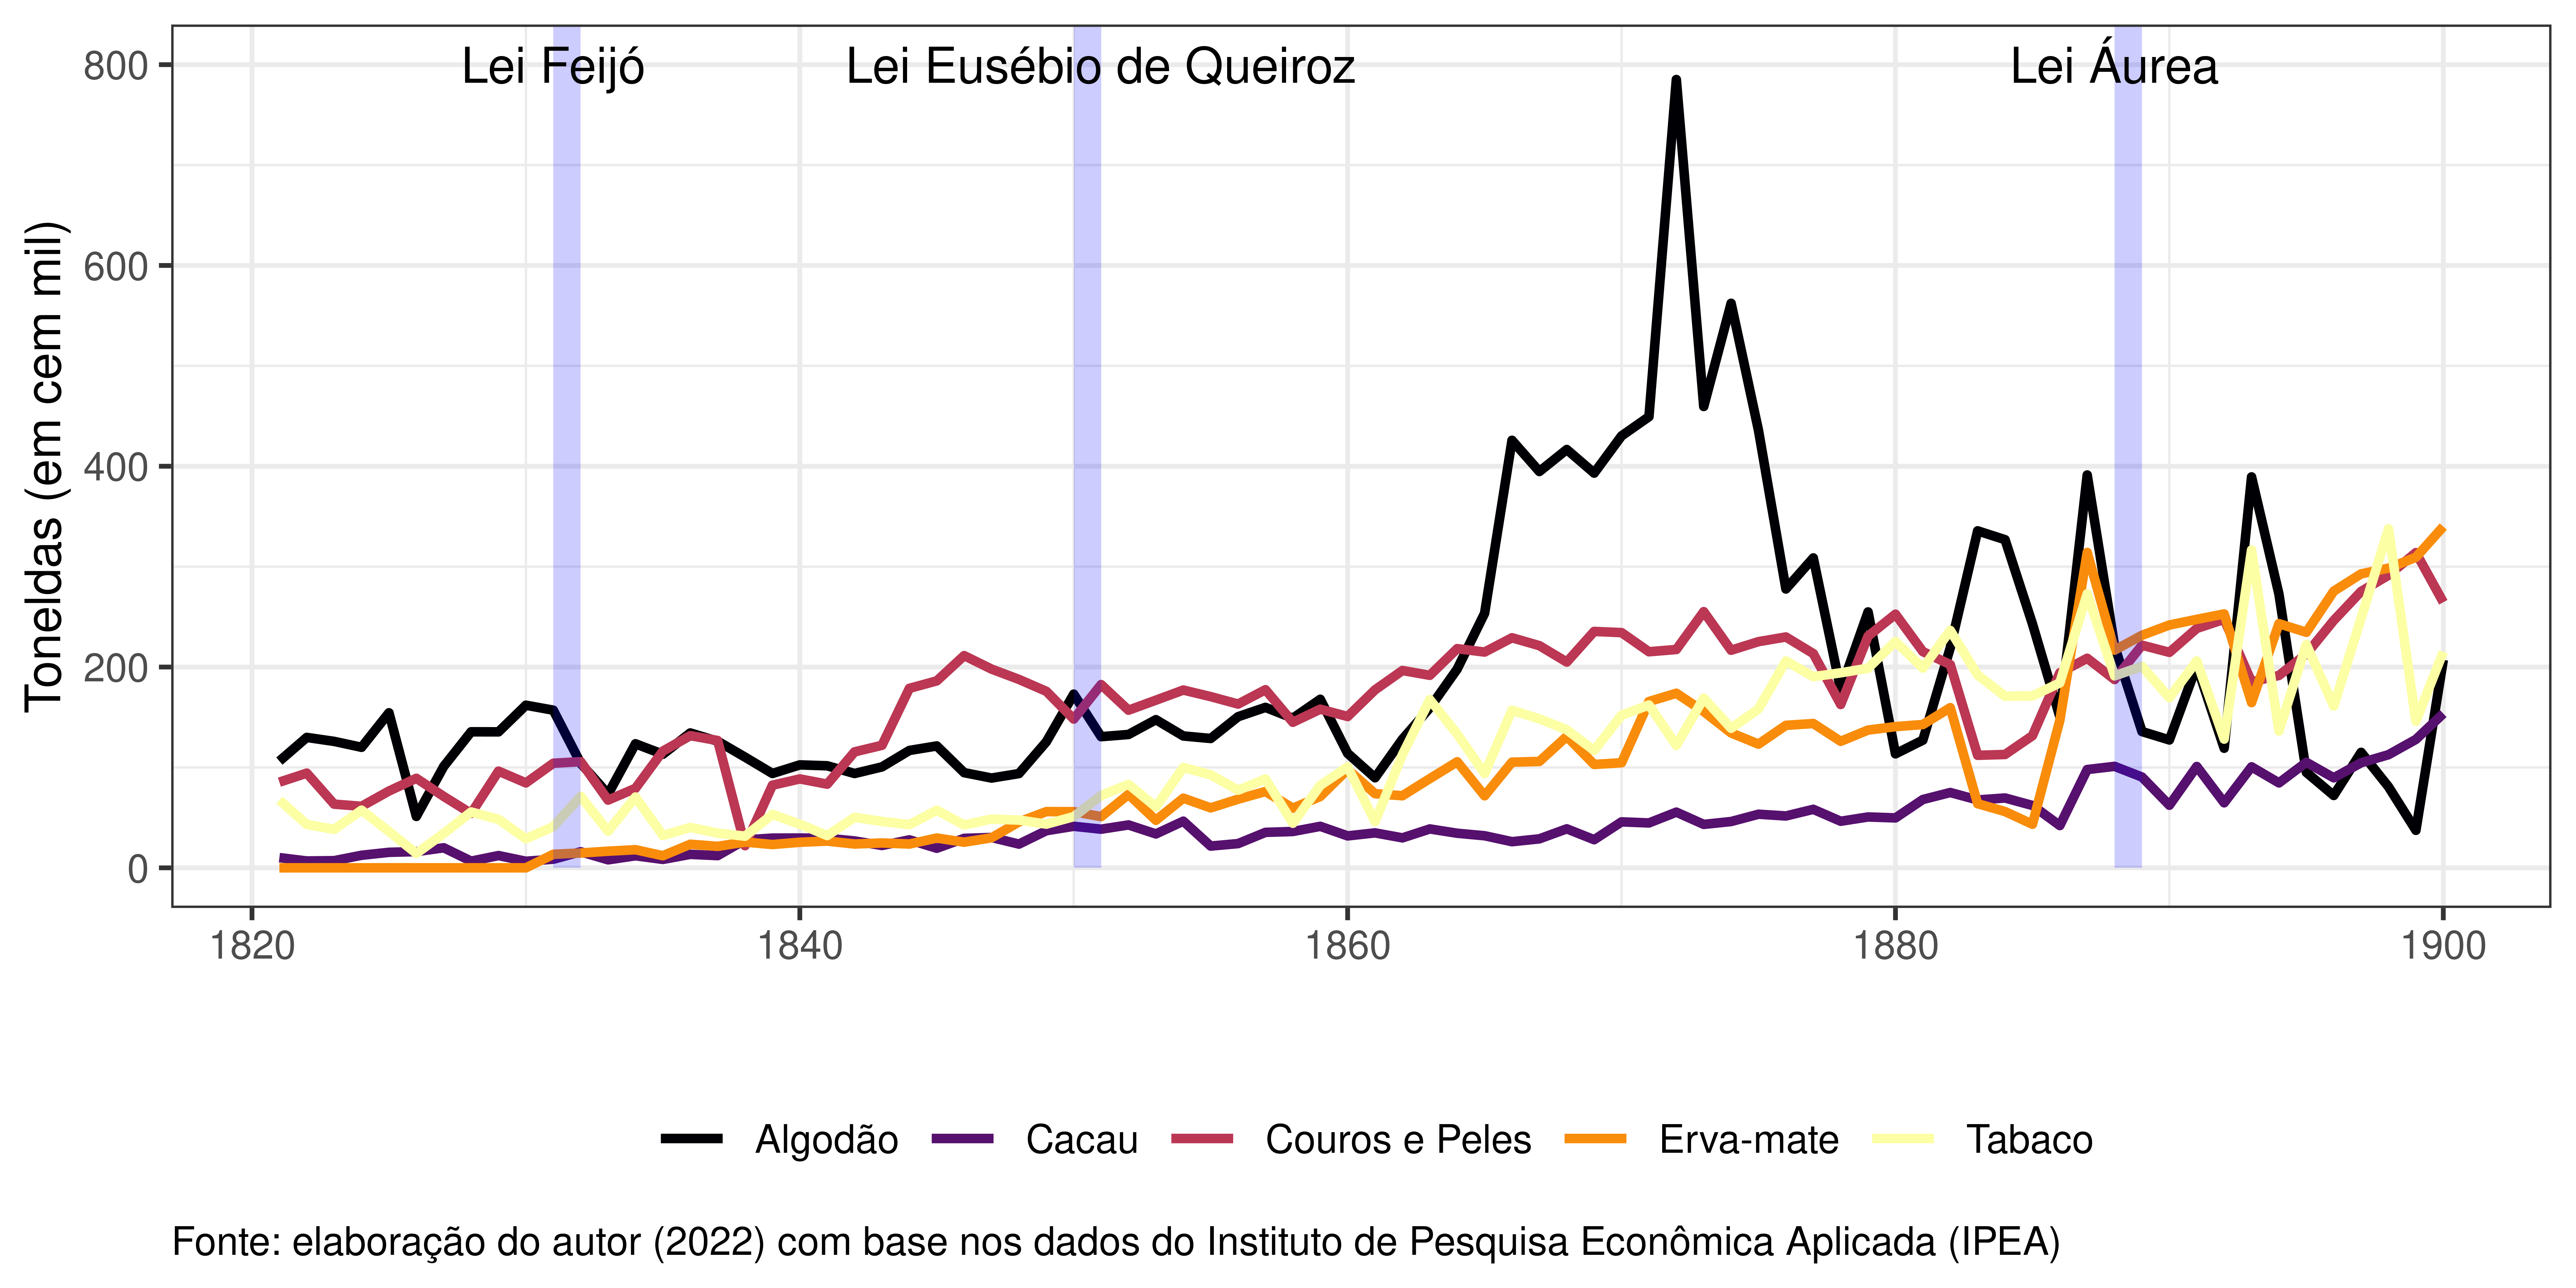 Lei Feijó
Lei Eusébio de Queiroz
Lei Áurea
Toneldas (em cem mil)
800
600
400
200
0
1820
1840
1860
1880
1900
Algodão
Cacau
Couros e Peles
Erva-mate
Tabaco
Fonte: elaboração do autor (2022) com base nos dados do Instituto de Pesquisa Econômica Aplicada (IPEA)